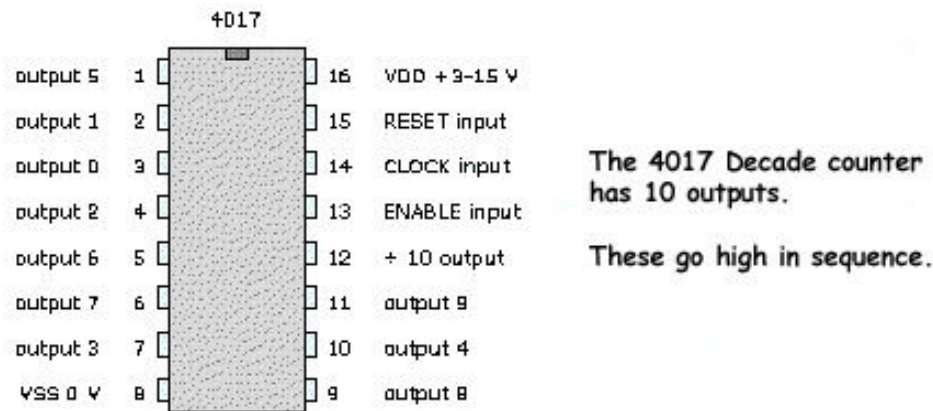 4017
output 5 1
output 1 2
output 0 3
output 2 4
output 6 5
output 7 6
output 3 7
VSS 0 V 8
16 VDD +3-15 V
15 RESET input
14 CLOCK input
13 ENABLE input
12 ÷ 10 output
11 output 9
10 output 4
9 output 8
The 4017 Decade counter
has 10 outputs.
These go high in sequence.